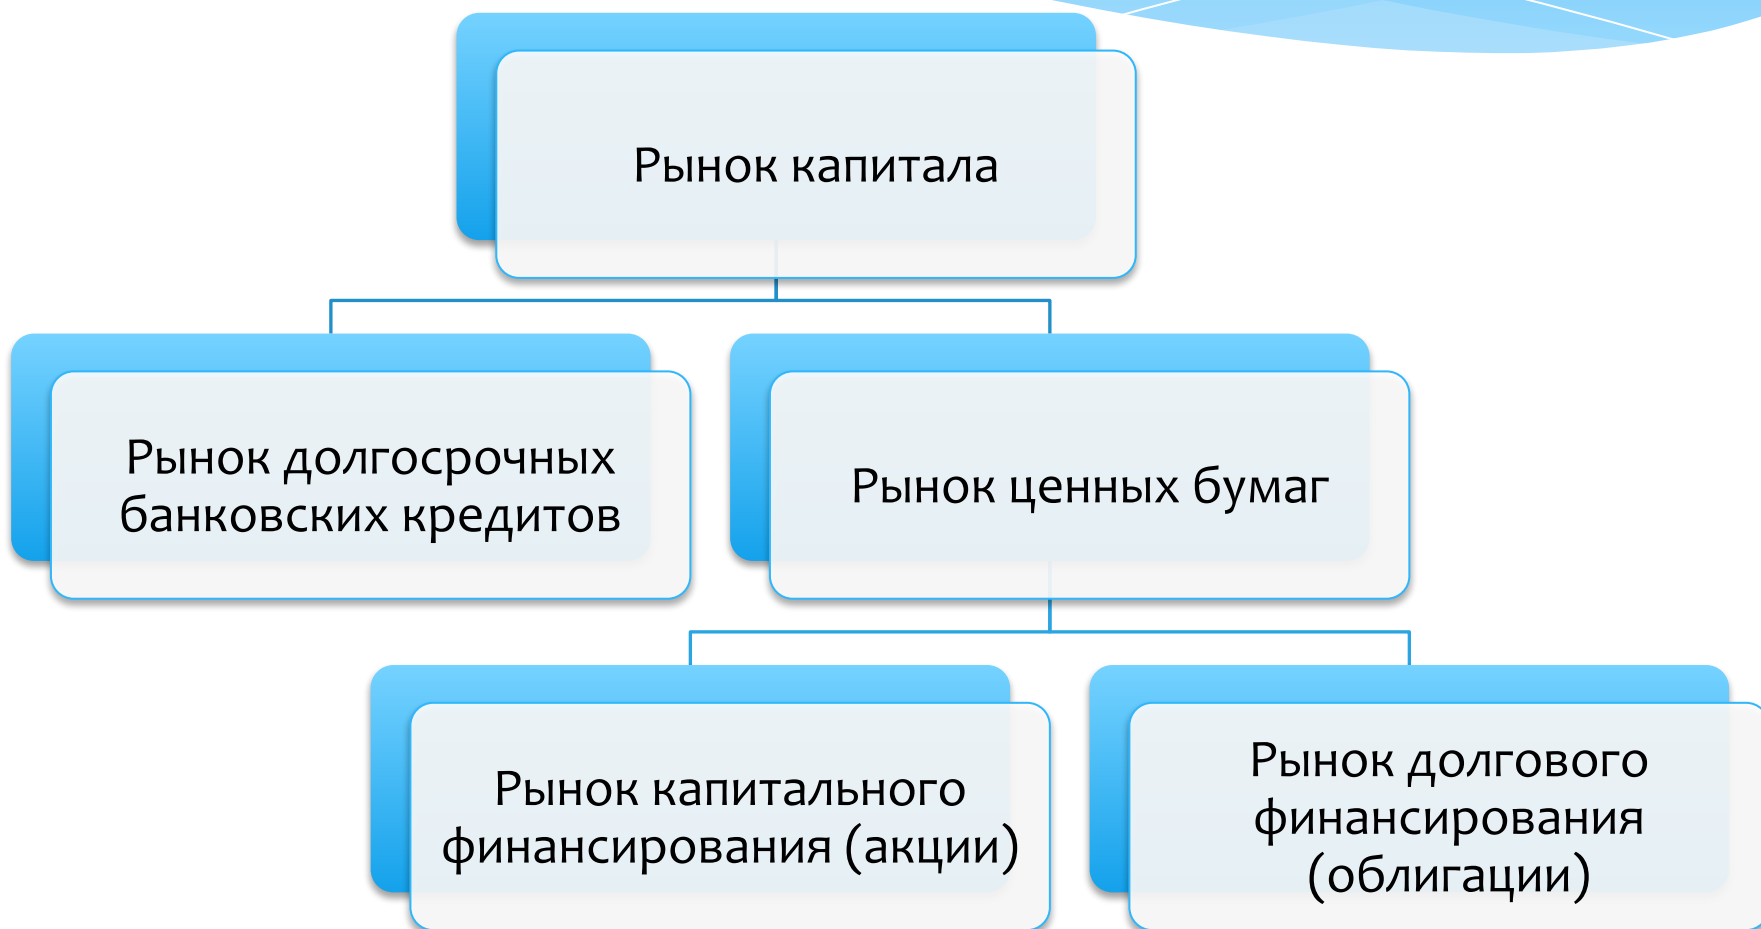 Рынок капитала
Рынок долгосрочных
банковских кредитов
Рынок ценных бумаг
Рынок капитального
финансирования (акции)
Рынок долгового
финансирования
(облигации)